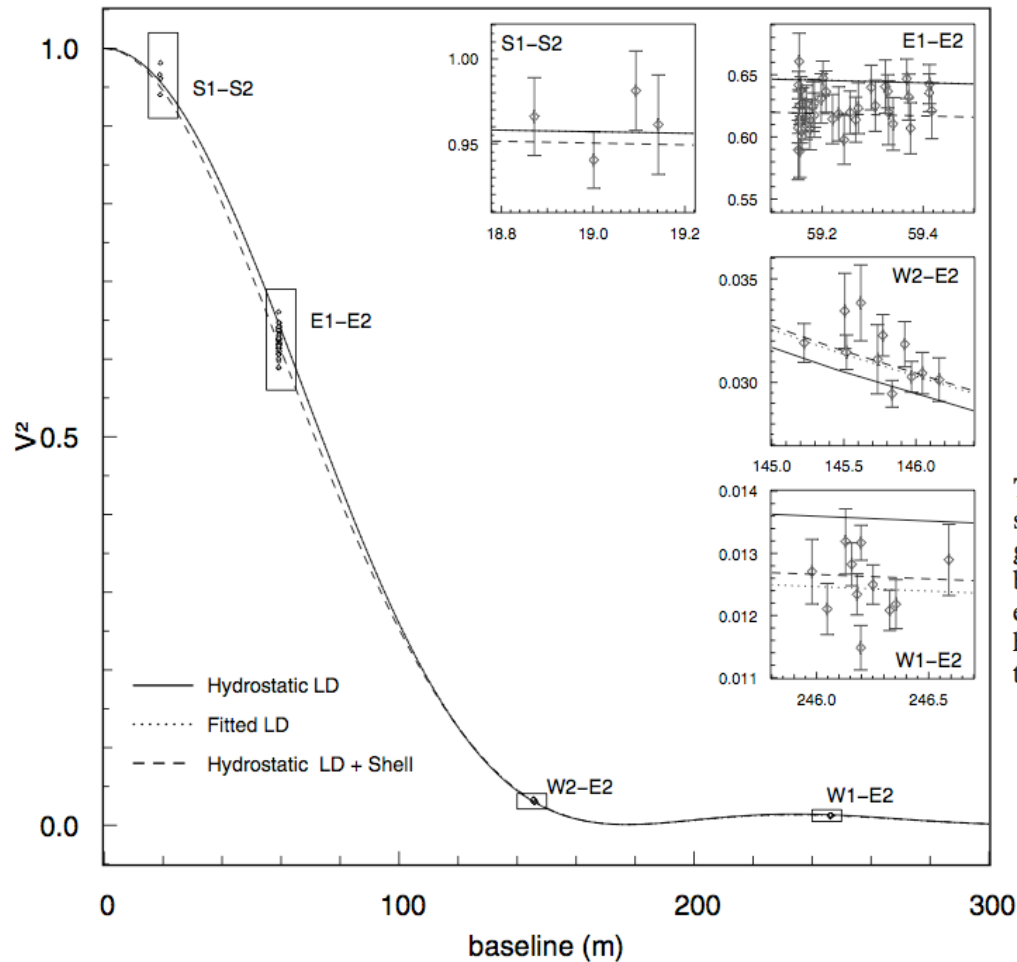 1.0
0.5
0.0
V²
S1-S2
E1-E2
W2-E2
W1-E2
Hydrostatic LD
Fitted LD
Hydrostatic LD + Shell
0 100 200 300
baseline (m)
S1-S2
1.00
0.95
18.8 19.0 19.2
E1-E2
0.65
0.60
0.55
59.2 59.4
W2-E2
0.035
0.030
145.0 145.5 146.0
0.014
0.013
0.012
0.011
W1-E2
246.0 246.5